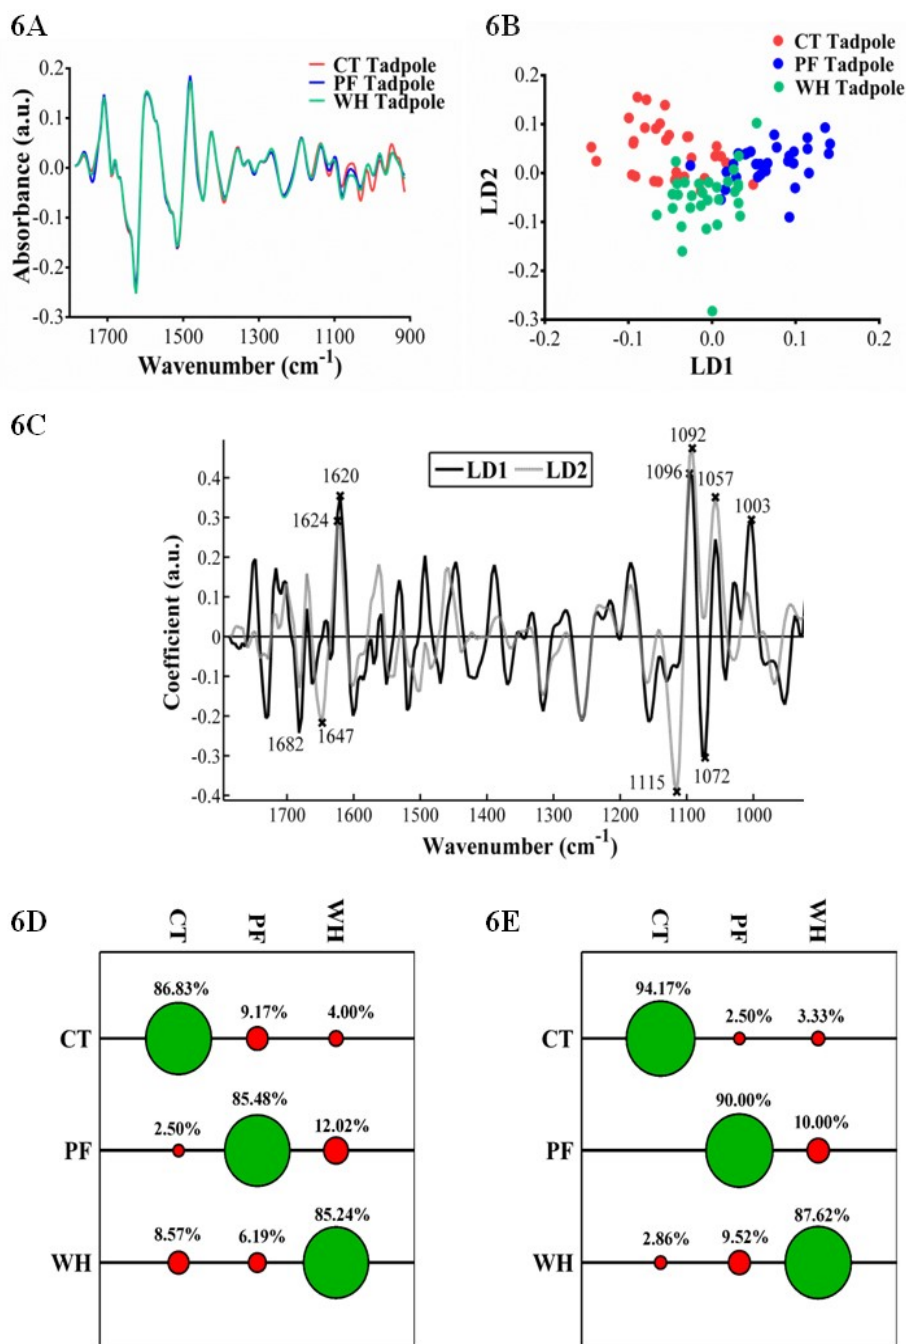 6A
CT Tadpole
PF Tadpole
WH Tadpole
Absorbance (a.u.)
0.2
0.1
0.0
-0.1
-0.2
-0.3
1700 1500 1300 1100 900
Wavenumber (cm-1)
6B
CT Tadpole
PF Tadpole
WH Tadpole
LD2
0.2
0.1
0.0
-0.1
-0.2
-0.3
-0.2 -0.1 0.0 0.1 0.2
LD1
6C
LD1 LD2
Coefficient (a.u.)
0.4
0.3
0.2
0.1
0
-0.1
-0.2
-0.3
-0.4
1620
1624
1682
1647
1092
1096
1057
1003
1115
1072
1700 1600 1500 1400 1300 1200 1100 1000
Wavenumber (cm-1)
6D
CT PF WH
86.83% 9.17% 4.00%
CT
2.50% 85.48% 12.02%
PF
8.57% 6.19% 85.24%
WH
6E
CT PF WH
94.17% 2.50% 3.33%
CT
90.00% 10.00%
PF
2.86% 9.52% 87.62%
WH